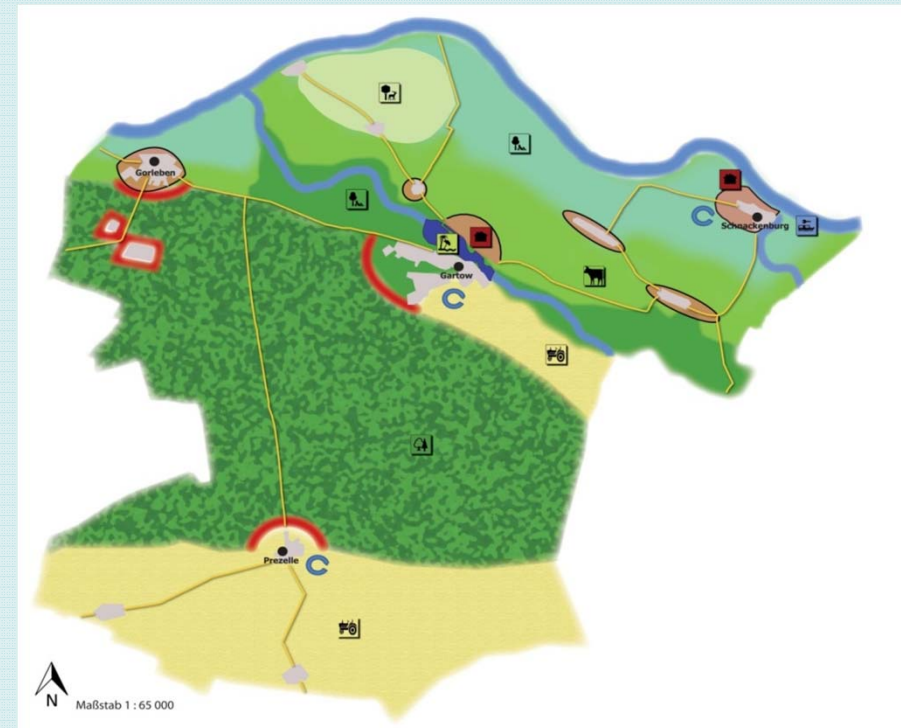 Gorleben
Schnackenburg
Gartow
Prezelle
N
Maßstab 1 : 65 000